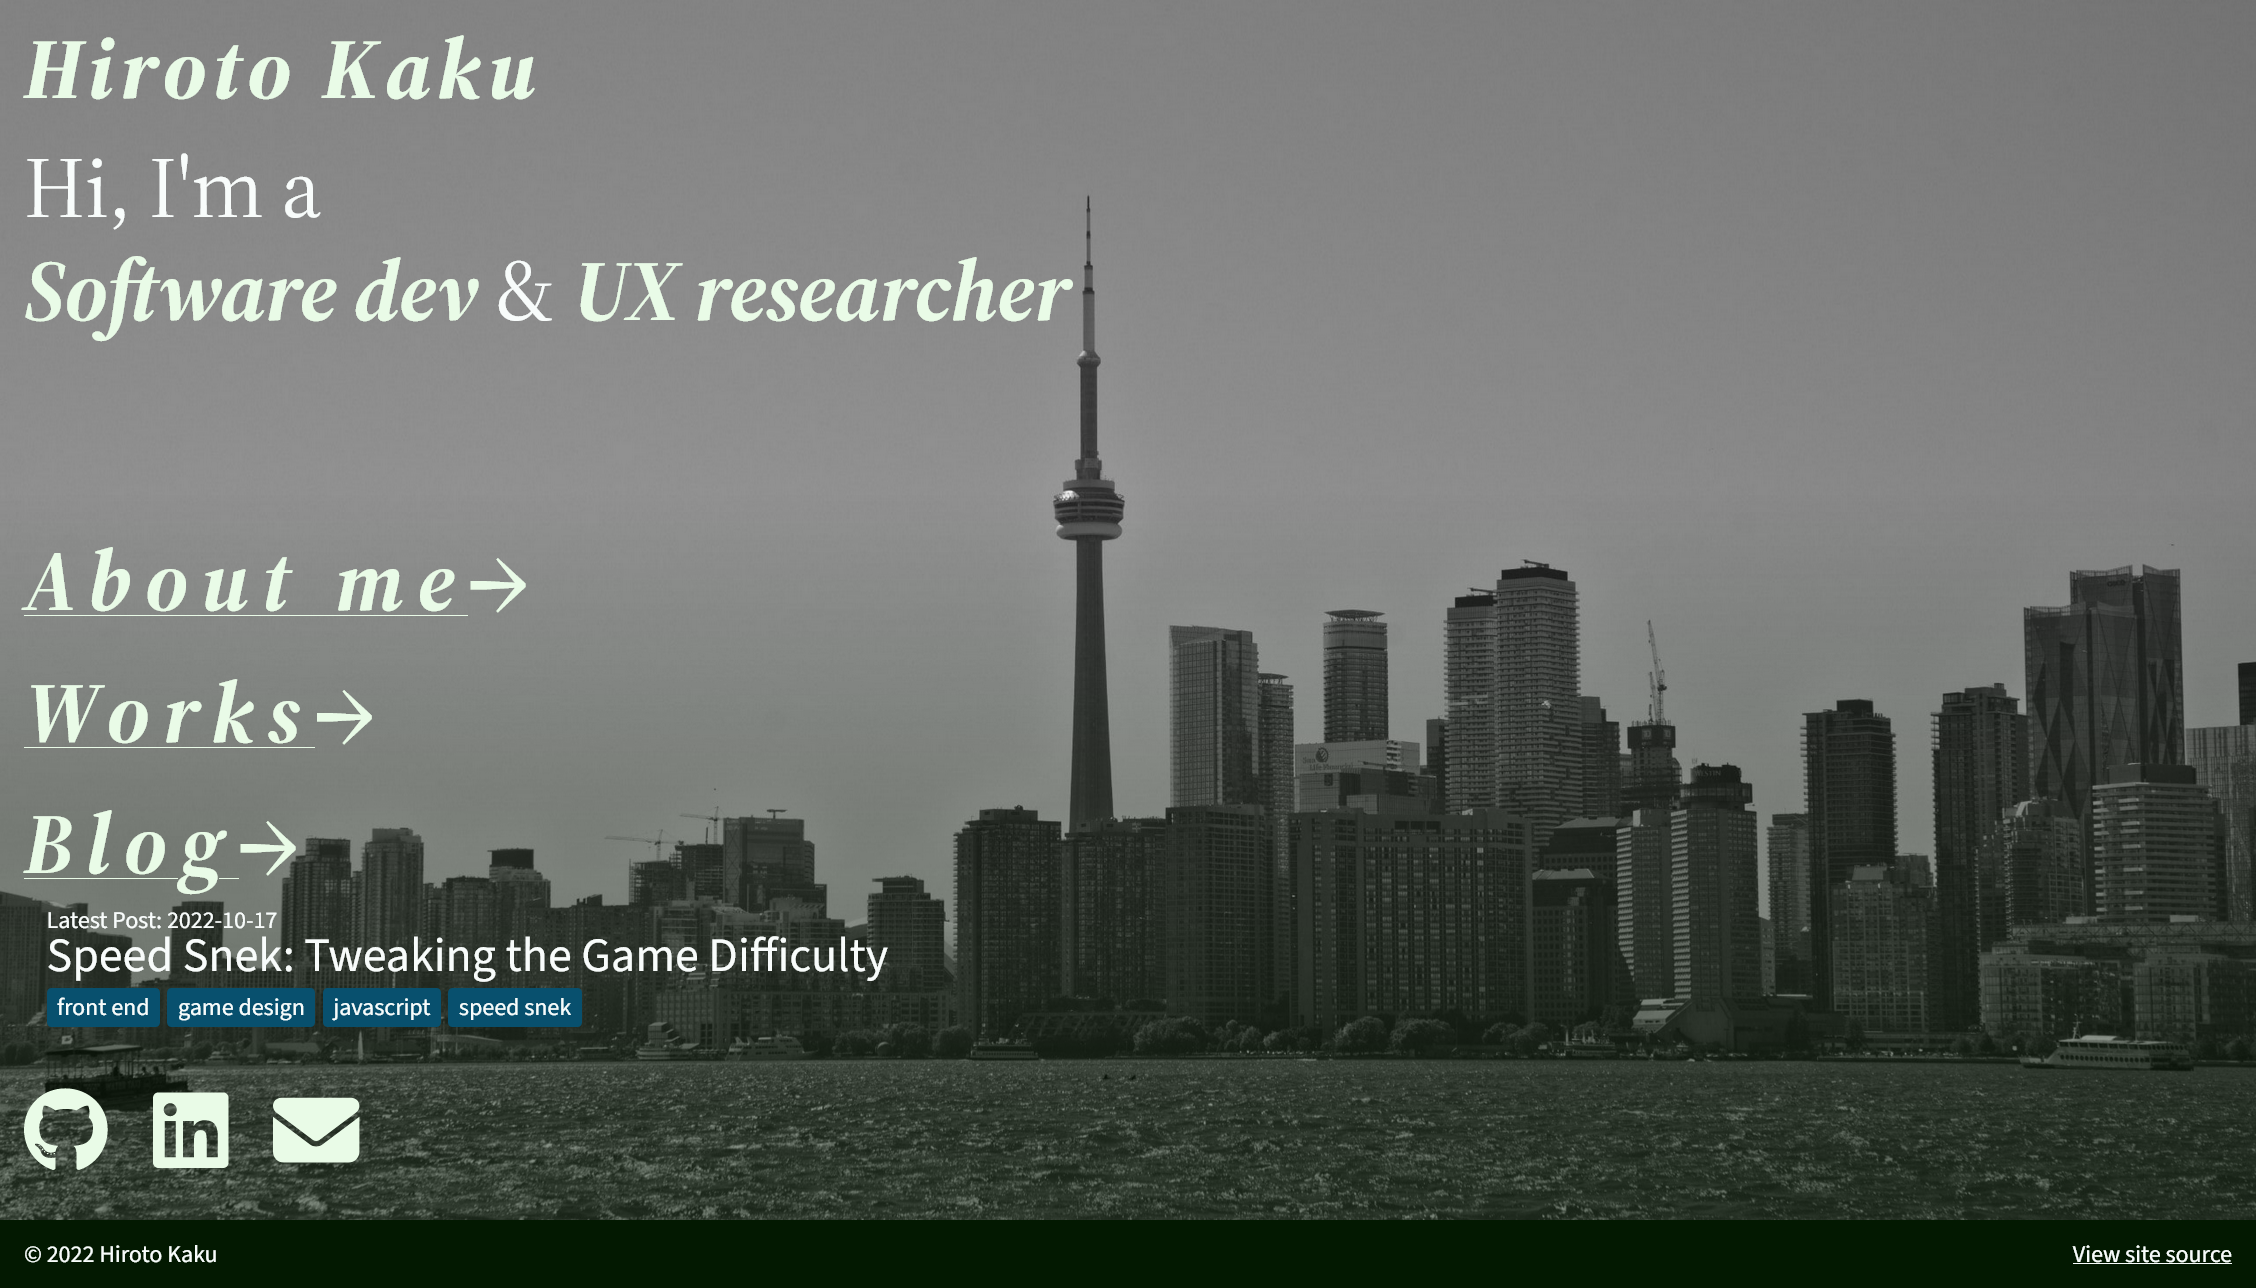 Hiroto Kaku
Hi, I'm a
Software dev & UX researcher
About me→
Works→
Blog→
Latest Post: 2022-10-17
Speed Snek: Tweaking the Game Difficulty
front end game design javascript speed snek
in
© 2022 Hiroto Kaku View site source